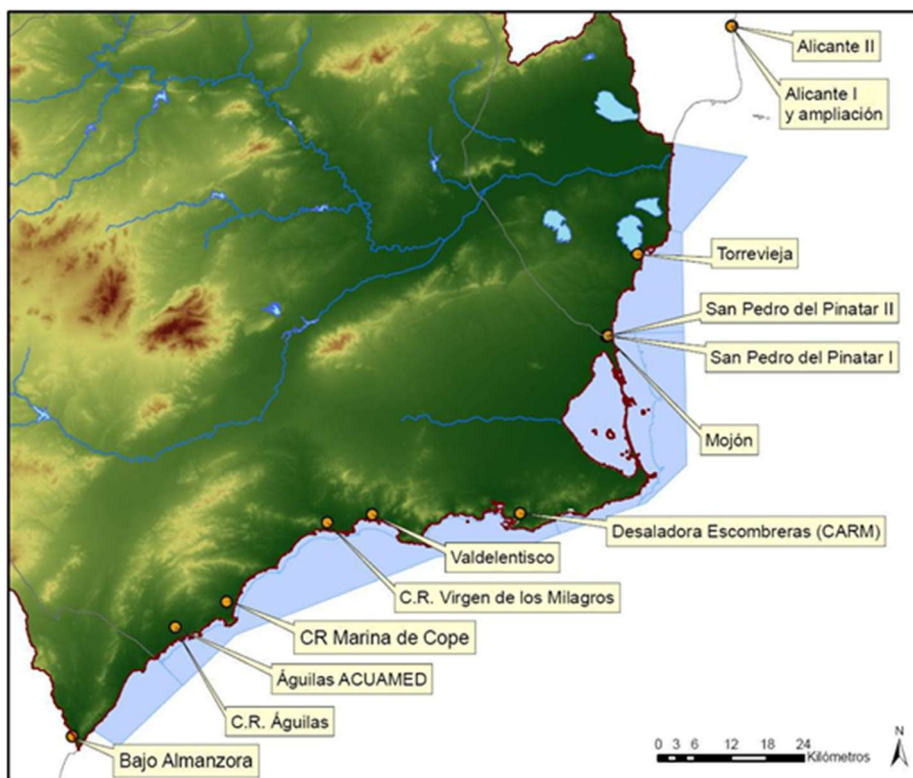 Alicante II
Alicante I
y ampliación
Torrevieja
San Pedro del Pinatar II
San Pedro del Pinatar I
Mojón
Desaladora Escombreras (CARM)
Valdelentisco
C.R. Virgen de los Milagros
CR Marina de Cope
Águilas ACUAMED
C.R. Águilas
Bajo Almanzora
0 3 6 12 18 24
Kilómetros
N